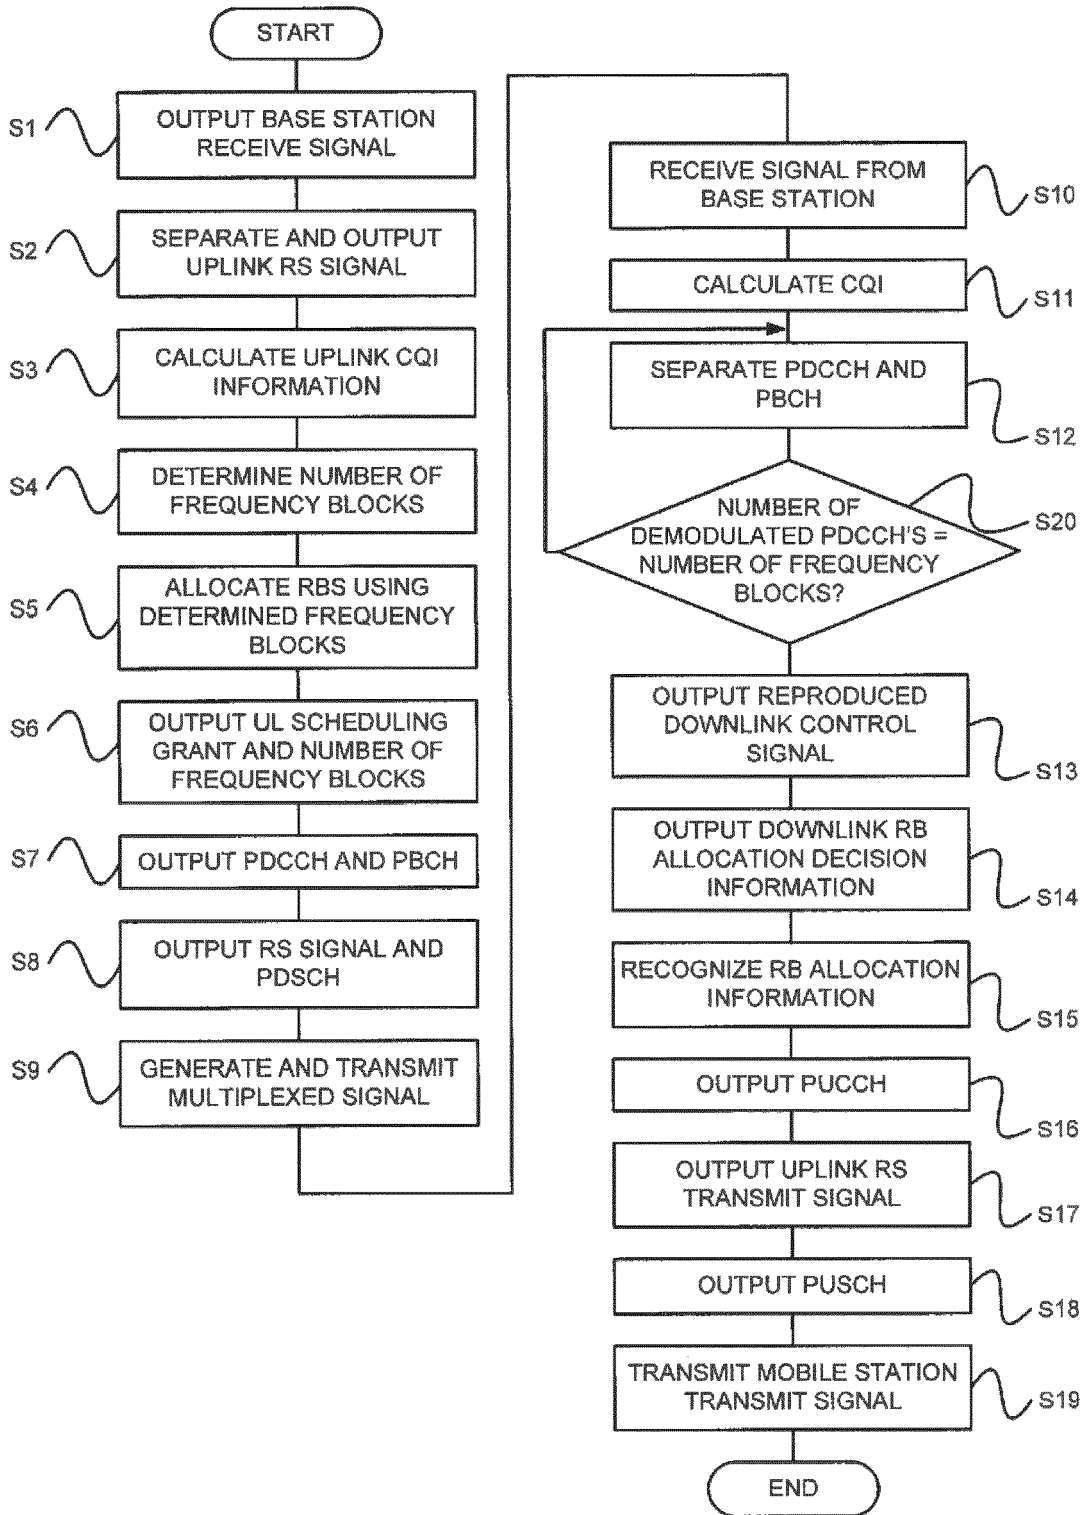 START
S1
OUTPUT BASE STATION
RECEIVE SIGNAL
S2
SEPARATE AND OUTPUT
UPLINK RS SIGNAL
S3
CALCULATE UPLINK CQI
INFORMATION
S4
DETERMINE NUMBER OF
FREQUENCY BLOCKS
S5
ALLOCATE RBS USING
DETERMINED FREQUENCY
BLOCKS
S6
OUTPUT UL SCHEDULING
GRANT AND NUMBER OF
FREQUENCY BLOCKS
S7
OUTPUT PDCCH AND PBCH
S8
OUTPUT RS SIGNAL AND
PDSCH
S9
GENERATE AND TRANSMIT
MULTIPLEXED SIGNAL
RECEIVE SIGNAL FROM
BASE STATION
S10
CALCULATE CQI
S11
SEPARATE PDCCH AND
PBCH
S12
NUMBER OF
DEMODULATED PDCCH'S =
NUMBER OF FREQUENCY
BLOCKS?
S20
OUTPUT REPRODUCED
DOWNLINK CONTROL
SIGNAL
S13
OUTPUT DOWNLINK RB
ALLOCATION DECISION
INFORMATION
S14
RECOGNIZE RB ALLOCATION
INFORMATION
S15
OUTPUT PUCCH
S16
OUTPUT UPLINK RS
TRANSMIT SIGNAL
S17
OUTPUT PUSCH
S18
TRANSMIT MOBILE STATION
TRANSMIT SIGNAL
S19
END